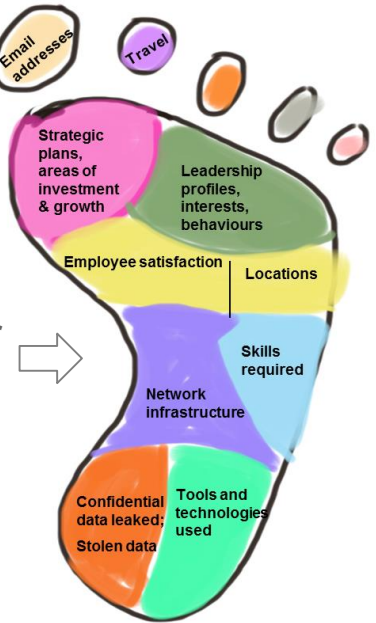 Email
addresses
Travel
Strategic
plans,
areas of
investment
& growth
Leadership
profiles,
interests,
behaviours
Employee satisfaction
Locations
Skills
required
Network
infrastructure
Confidential
data leaked;
Stolen data
Tools and
technologies
used